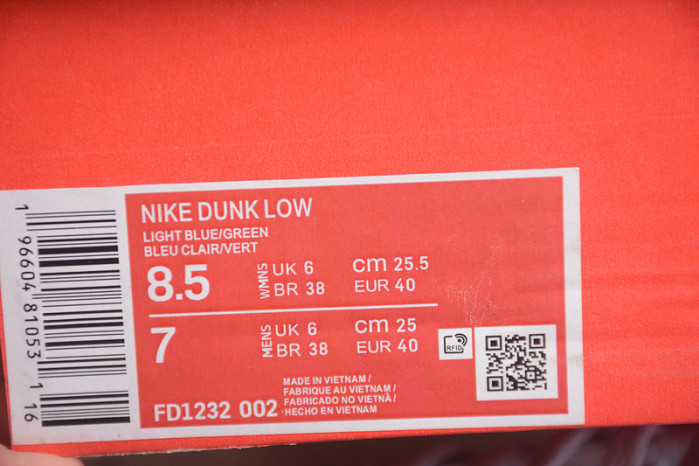 NIKE DUNK LOW
LIGHT BLUE/GREEN
BLEU CLAIR/VERT
8.5 WMNS UK 6 cm 25.5
BR 38 EUR 40
7 MENS UK 6 cm 25
BR 38 EUR 40
RFID
MADE IN VIETNAM /
FABRIQUE AU VIETNAM /
FABRICADO NO VIETNÃ /
HECHO EN VIETNAM
FD1232 002
1 96604 81053 1 16